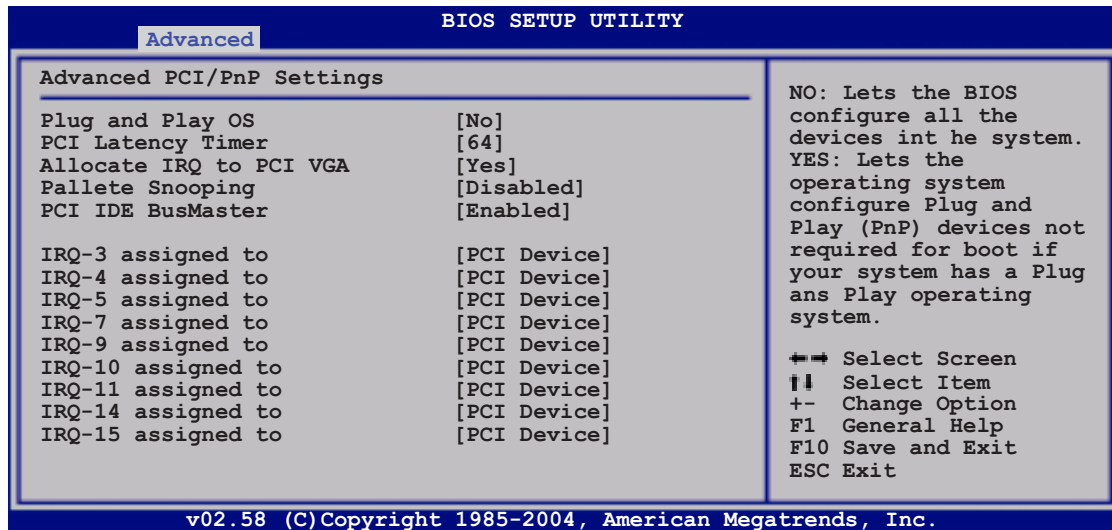 BIOS SETUP UTILITY
Advanced
Advanced PCI/PnP Settings
Plug and Play OS [No]
PCI Latency Timer [64]
Allocate IRQ to PCI VGA [Yes]
Pallete Snooping [Disabled]
PCI IDE BusMaster [Enabled]
IRQ-3 assigned to [PCI Device]
IRQ-4 assigned to [PCI Device]
IRQ-5 assigned to [PCI Device]
IRQ-7 assigned to [PCI Device]
IRQ-9 assigned to [PCI Device]
IRQ-10 assigned to [PCI Device]
IRQ-11 assigned to [PCI Device]
IRQ-14 assigned to [PCI Device]
IRQ-15 assigned to [PCI Device]
NO: Lets the BIOS
configure all the
devices int he system.
YES: Lets the
operating system
configure Plug and
Play (PnP) devices not
required for boot if
your system has a Plug
ans Play operating
system.
←→ Select Screen
↑↓ Select Item
+- Change Option
F1 General Help
F10 Save and Exit
ESC Exit
v02.58 (C)Copyright 1985-2004, American Megatrends, Inc.